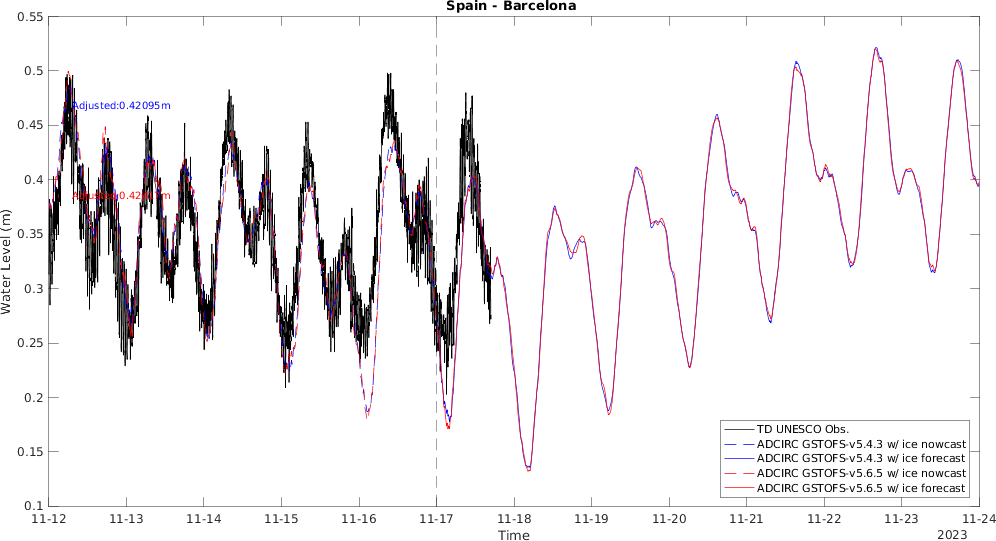 Spain - Barcelona
0.55
0.5
0.45
0.4
0.35
0.3
0.25
0.2
0.15
0.1
Water Level (m)
Adjusted:0.42095m
TD UNESCO Obs.
ADCIRC GSTOFS-v5.4.3 w/ ice nowcast
ADCIRC GSTOFS-v5.4.3 w/ ice forecast
ADCIRC GSTOFS-v5.6.5 w/ ice nowcast
ADCIRC GSTOFS-v5.6.5 w/ ice forecast
11-12 11-13 11-14 11-15 11-16 11-17 11-18 11-19 11-20 11-21 11-22 11-23 11-24
Time
2023